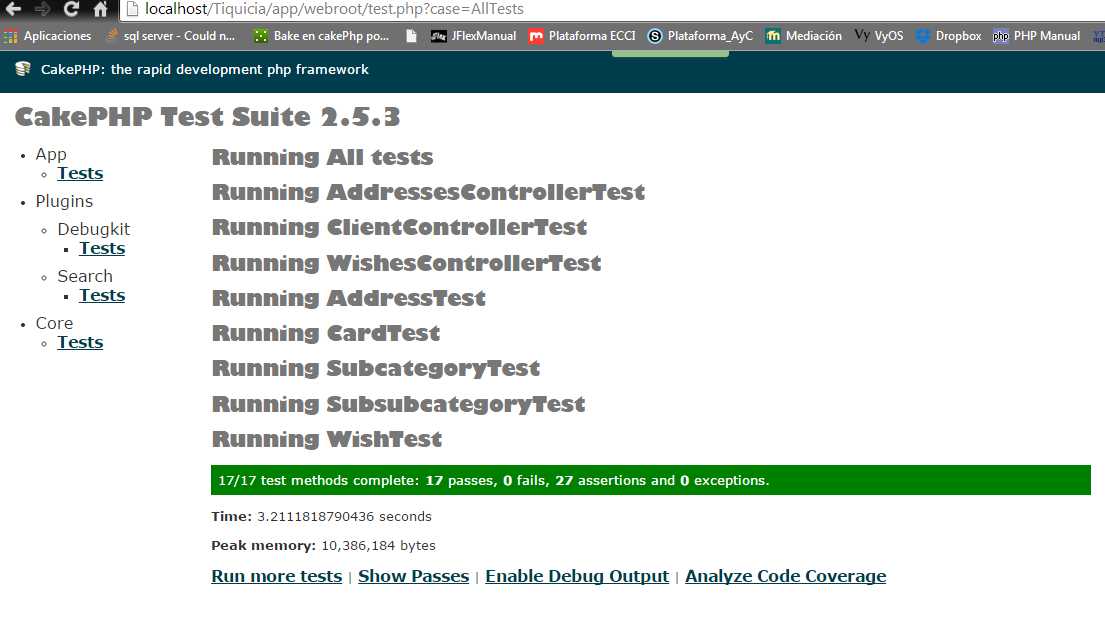 localhost/Tiquicia/app/webroot/test.php?case=AllTests
Aplicaciones sql server - Could n... Bake en cakePhp po... JFlexManual Plataforma ECCI Plataforma_AyC Mediación Vy VyOS Dropbox php PHP Manual
CakePHP: the rapid development php framework
CakePHP Test Suite 2.5.3
App
Tests
Plugins
Debugkit
Tests
Search
Tests
Core
Tests
Running All tests
Running AddressesControllerTest
Running ClientControllerTest
Running WishesControllerTest
Running AddressTest
Running CardTest
Running SubcategoryTest
Running SubsubcategoryTest
Running WishTest
17/17 test methods complete: 17 passes, 0 fails, 27 assertions and 0 exceptions.
Time: 3.2111818790436 seconds
Peak memory: 10,386,184 bytes
Run more tests | Show Passes | Enable Debug Output | Analyze Code Coverage